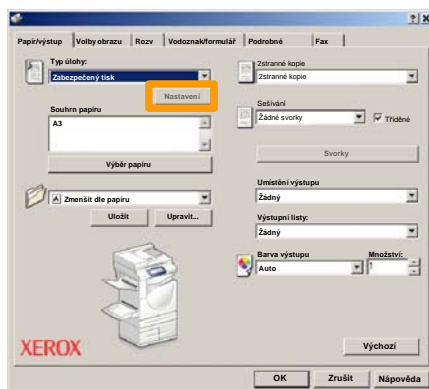 Papír/výstup Volby obrazu Rozv Vodoznak/formulář Podrobné Fax
Typ úlohy:
Zabezpečený tisk
Nastavení
Souhrn papíru
A3
Výběr papíru
Zmenšit dle papíru
Uložit Upravit...
XEROX
2stranné kopie
2stranné kopie
Sešívání
Žádné svorky
Tříděné
Svorky
Umístění výstupu
Žádný
Výstupní listy:
Žádný
Barva výstupu Množství:
Auto 1
Výchozí
OK Zrušit Nápověda